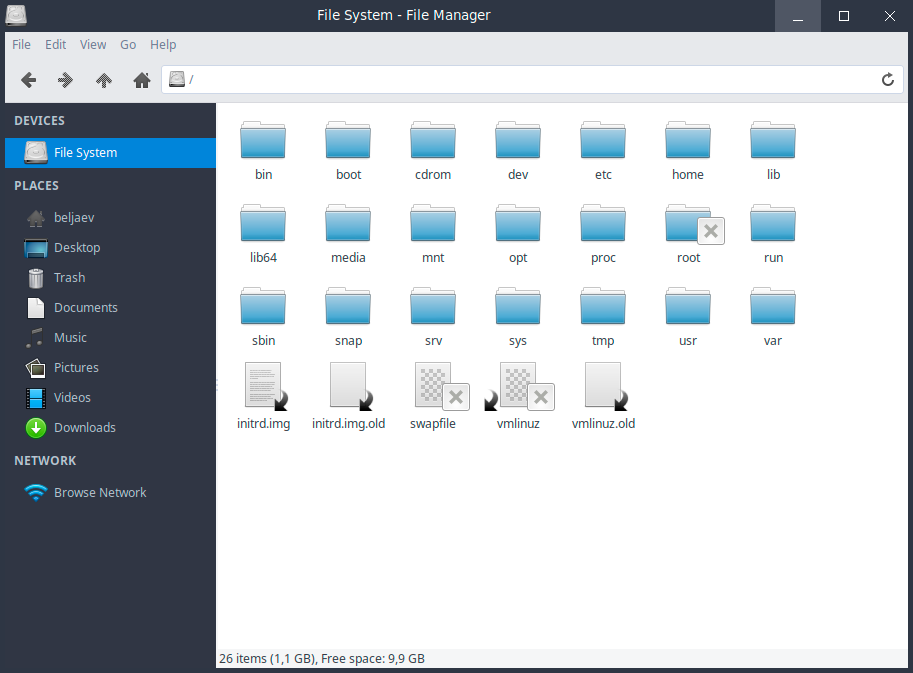 File System - File Manager
File Edit View Go Help
/
DEVICES
File System
PLACES
beljaev
Desktop
Trash
Documents
Music
Pictures
Videos
Downloads
NETWORK
Browse Network
bin boot cdrom dev etc home lib
lib64 media mnt opt proc root run
sbin snap srv sys tmp usr var
initrd.img initrd.img.old swapfile vmlinuz vmlinuz.old
26 items (1,1 GB), Free space: 9,9 GB